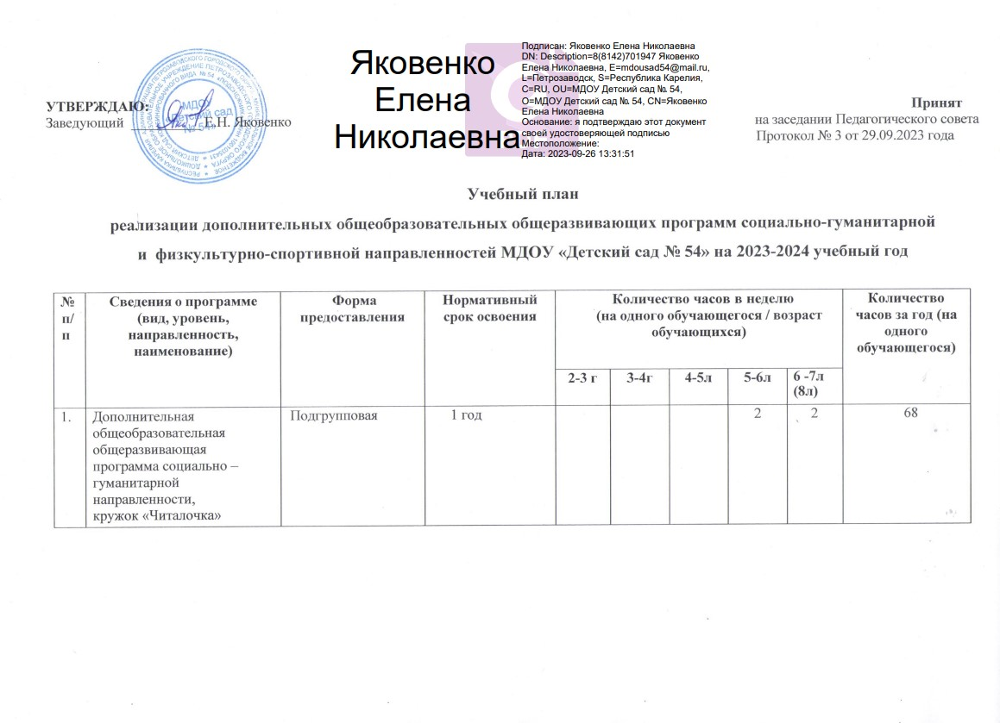 УТВЕРЖДАЮ:
Заведующий Е.Н. Яковенко
МДОУ
Детский сад
№ 54
Яковенко
Елена
Николаевна
Подписан: Яковенко Елена Николаевна
DN: Description=8(8142)701947 Яковенко
Елена Николаевна, E=mdousad54@mail.ru,
L=Петрозаводск, S=Республика Карелия,
C=RU, OU=МДОУ Детский сад № 54,
O=МДОУ Детский сад № 54, CN=Яковенко
Елена Николаевна
Основание: я подтверждаю этот документ
своей удостоверяющей подписью
Местоположение:
Дата: 2023-09-26 13:31:51
Принят
на заседании Педагогического совета
Протокол № 3 от 29.09.2023 года
Учебный план
реализации дополнительных общеобразовательных общеразвивающих программ социально-гуманитарной
и физкультурно-спортивной направленностей МДОУ «Детский сад № 54» на 2023-2024 учебный год
№
п/
п
Сведения о программе
(вид, уровень,
направленность,
наименование)
Форма
предоставления
Нормативный
срок освоения
Количество часов в неделю
(на одного обучающегося / возраст
обучающихся)
Количество
часов за год (на
одного
обучающегося)
2-3 г 3-4г 4-5л 5-6л 6 -7л
(8л)
1.
Дополнительная
общеобразовательная
общеразвивающая
программа социально –
гуманитарной
направленности,
кружок «Читалочка»
Подгрупповая
1 год
2
2
68